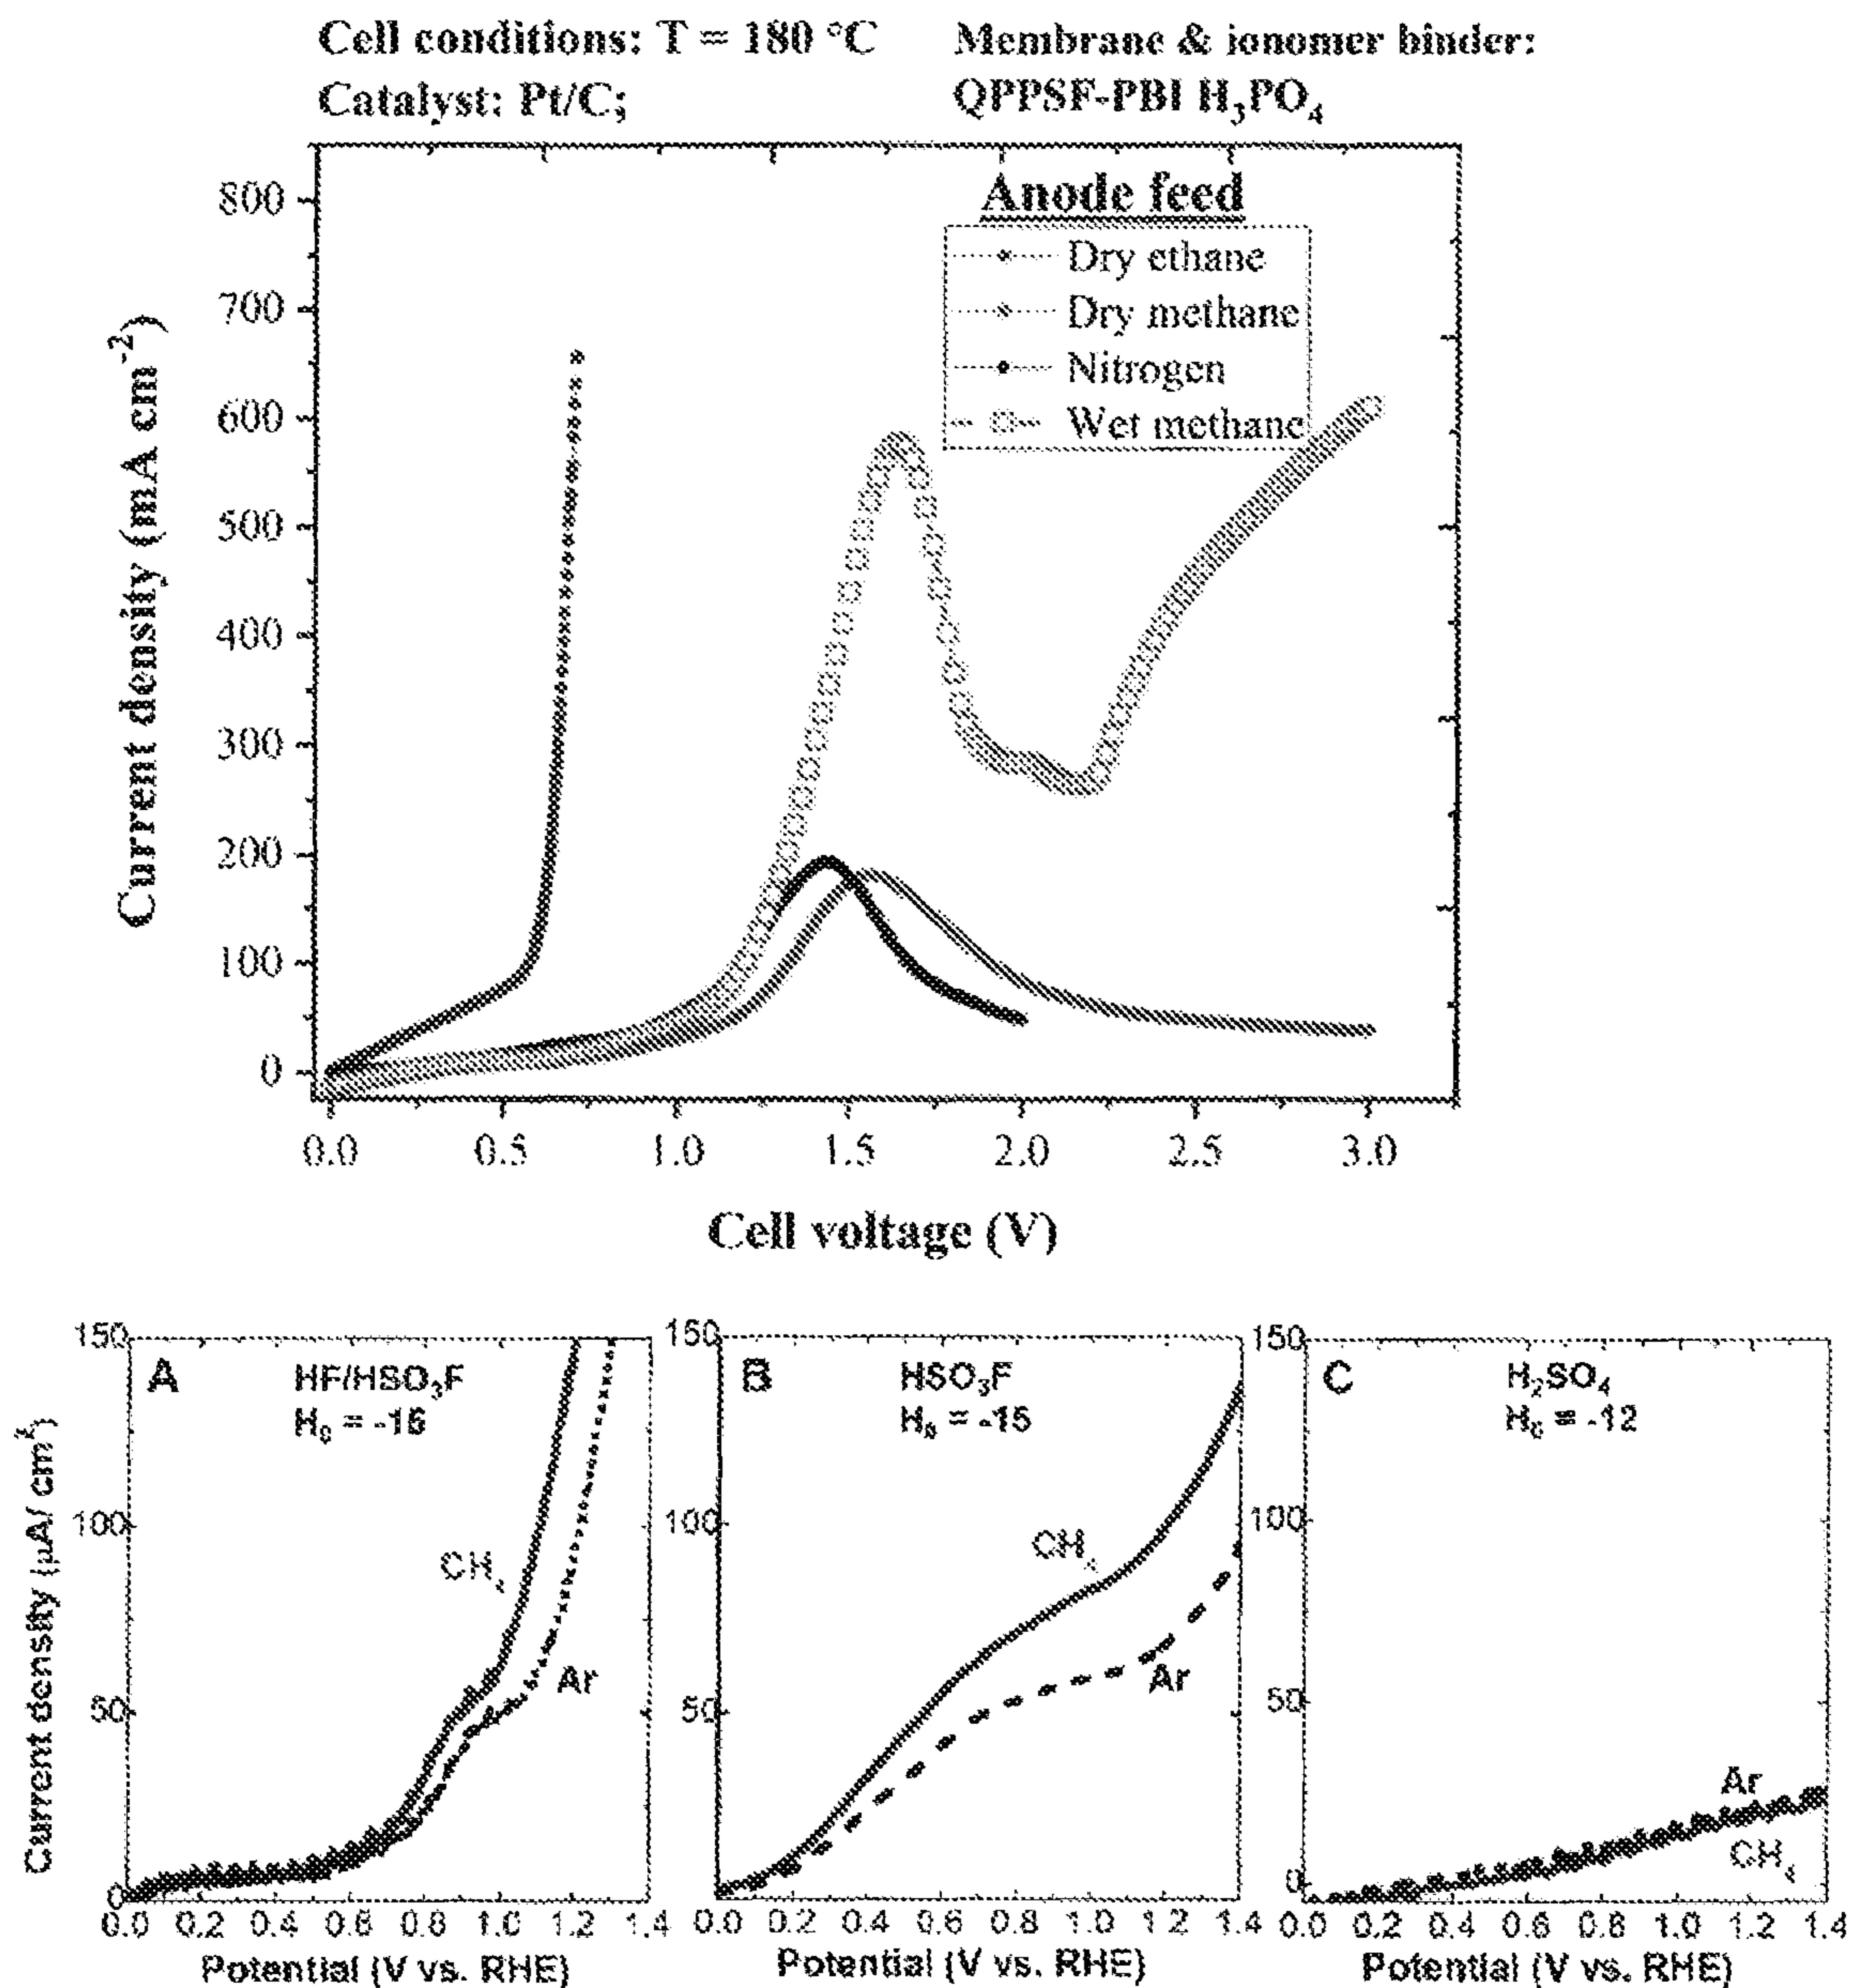 Cell conditions: T = 180 °C
Catalyst: Pt/C;
Membrane & ionomer binder:
QPPSF-PBI H₃PO₄
Anode feed
Dry ethane
Dry methane
Nitrogen
Wet methane
Current density (mA cm⁻²)
800
700
600
500
400
300
200
100
0
0.0 0.5 1.0 1.5 2.0 2.5 3.0
Cell voltage (V)
Current density (µA/ cm²)
150
100
50
0
A
HF/HSO₃F
H₀ = -16
CH₄
Ar
0.0 0.2 0.4 0.6 0.8 1.0 1.2 1.4
Potential (V vs. RHE)
150
100
50
B
HSO₃F
H₀ = -15
CH₄
Ar
0.0 0.2 0.4 0.6 0.8 1.0 1.2 1.4
Potential (V vs. RHE)
150
100
50
0
C
H₂SO₄
H₀ = -12
Ar
CH₄
0.0 0.2 0.4 0.6 0.8 1.0 1.2 1.4
Potential (V vs. RHE)